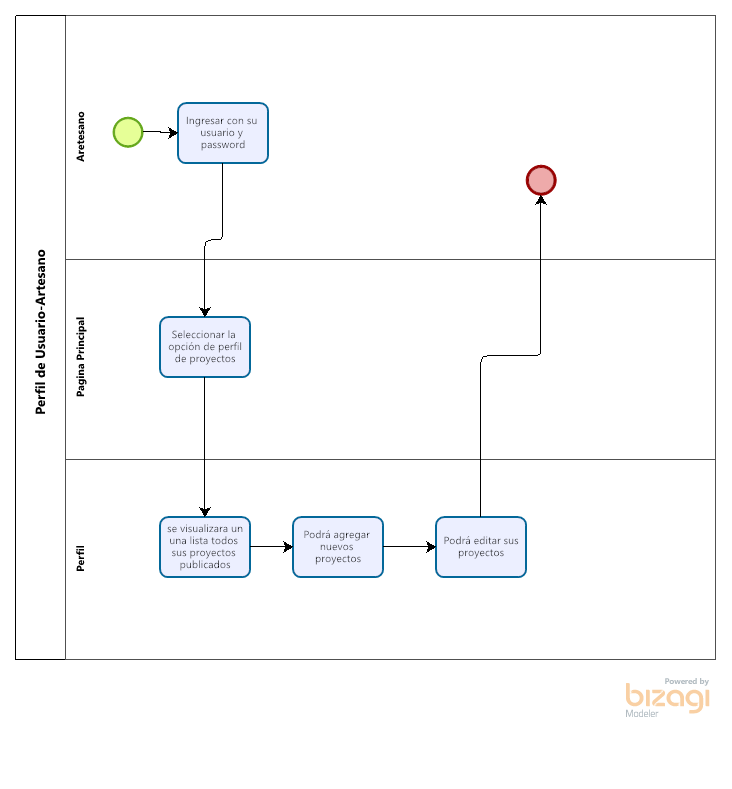 Perfil de Usuario-Artesano
Aretesano
Ingresar con su
usuario y
password
Pagina Principal
Seleccionar la
opción de perfil
de proyectos
Perfil
se visualizara un
una lista todos
sus proyectos
publicados
Podrá agregar
nuevos
proyectos
Podrá editar sus
proyectos
Powered by
bizagi
Modeler